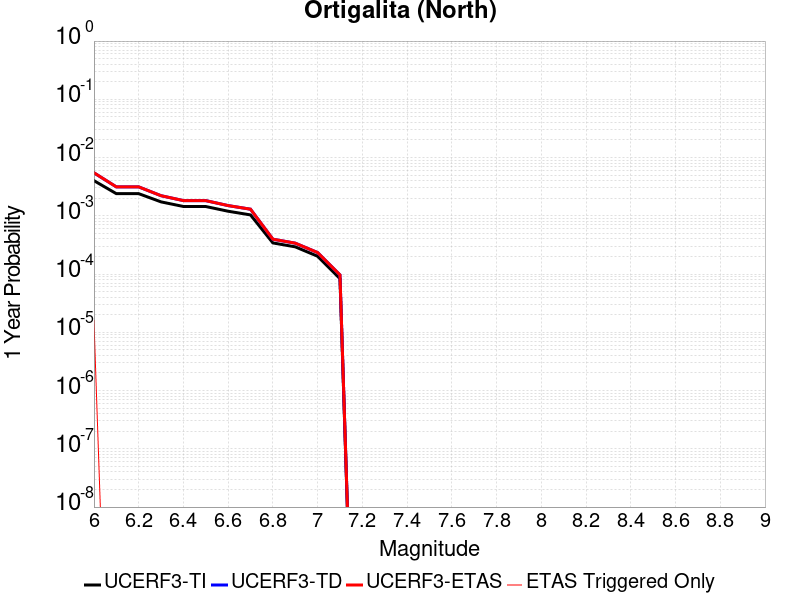 Ortigalita (North)
10^0
10^-1
10^-2
10^-3
10^-4
10^-5
10^-6
10^-7
10^-8
1 Year Probability
6 6.2 6.4 6.6 6.8 7 7.2 7.4 7.6 7.8 8 8.2 8.4 8.6 8.8 9
Magnitude
UCERF3-TI UCERF3-TD UCERF3-ETAS ETAS Triggered Only